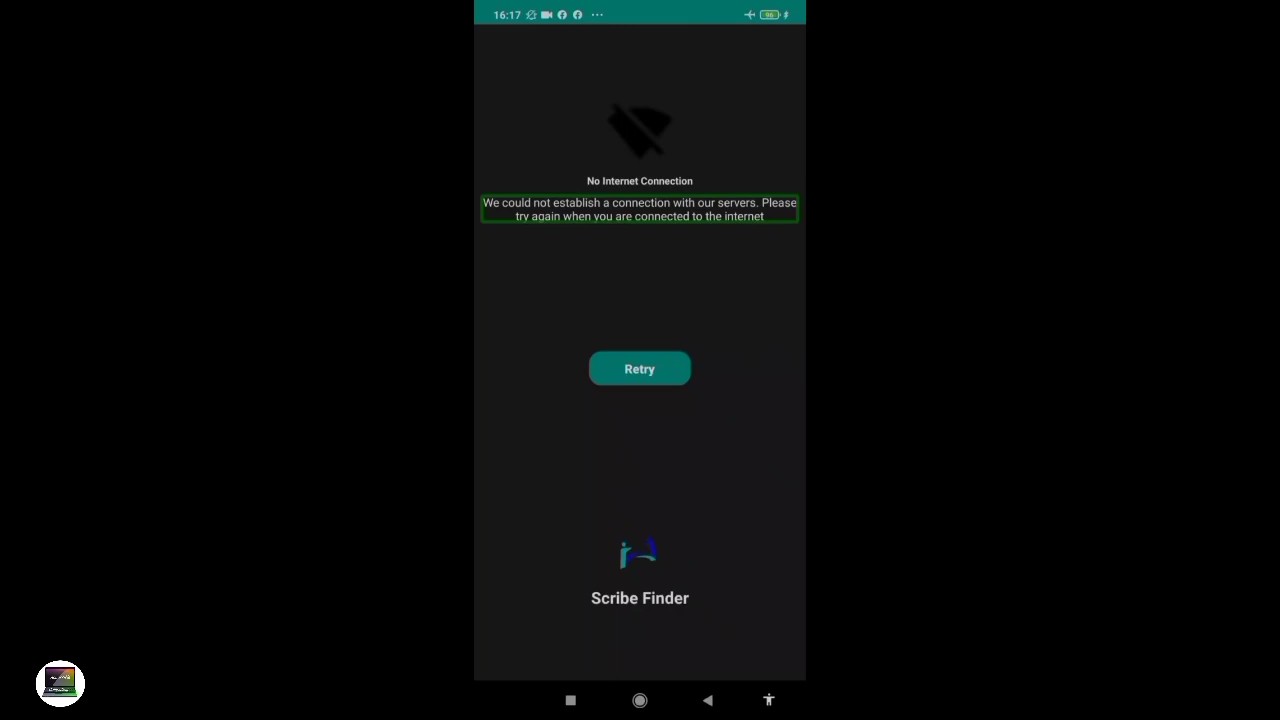 16:17
96
No Internet Connection
We could not establish a connection with our servers. Please
try again when you are connected to the internet
Retry
Scribe Finder